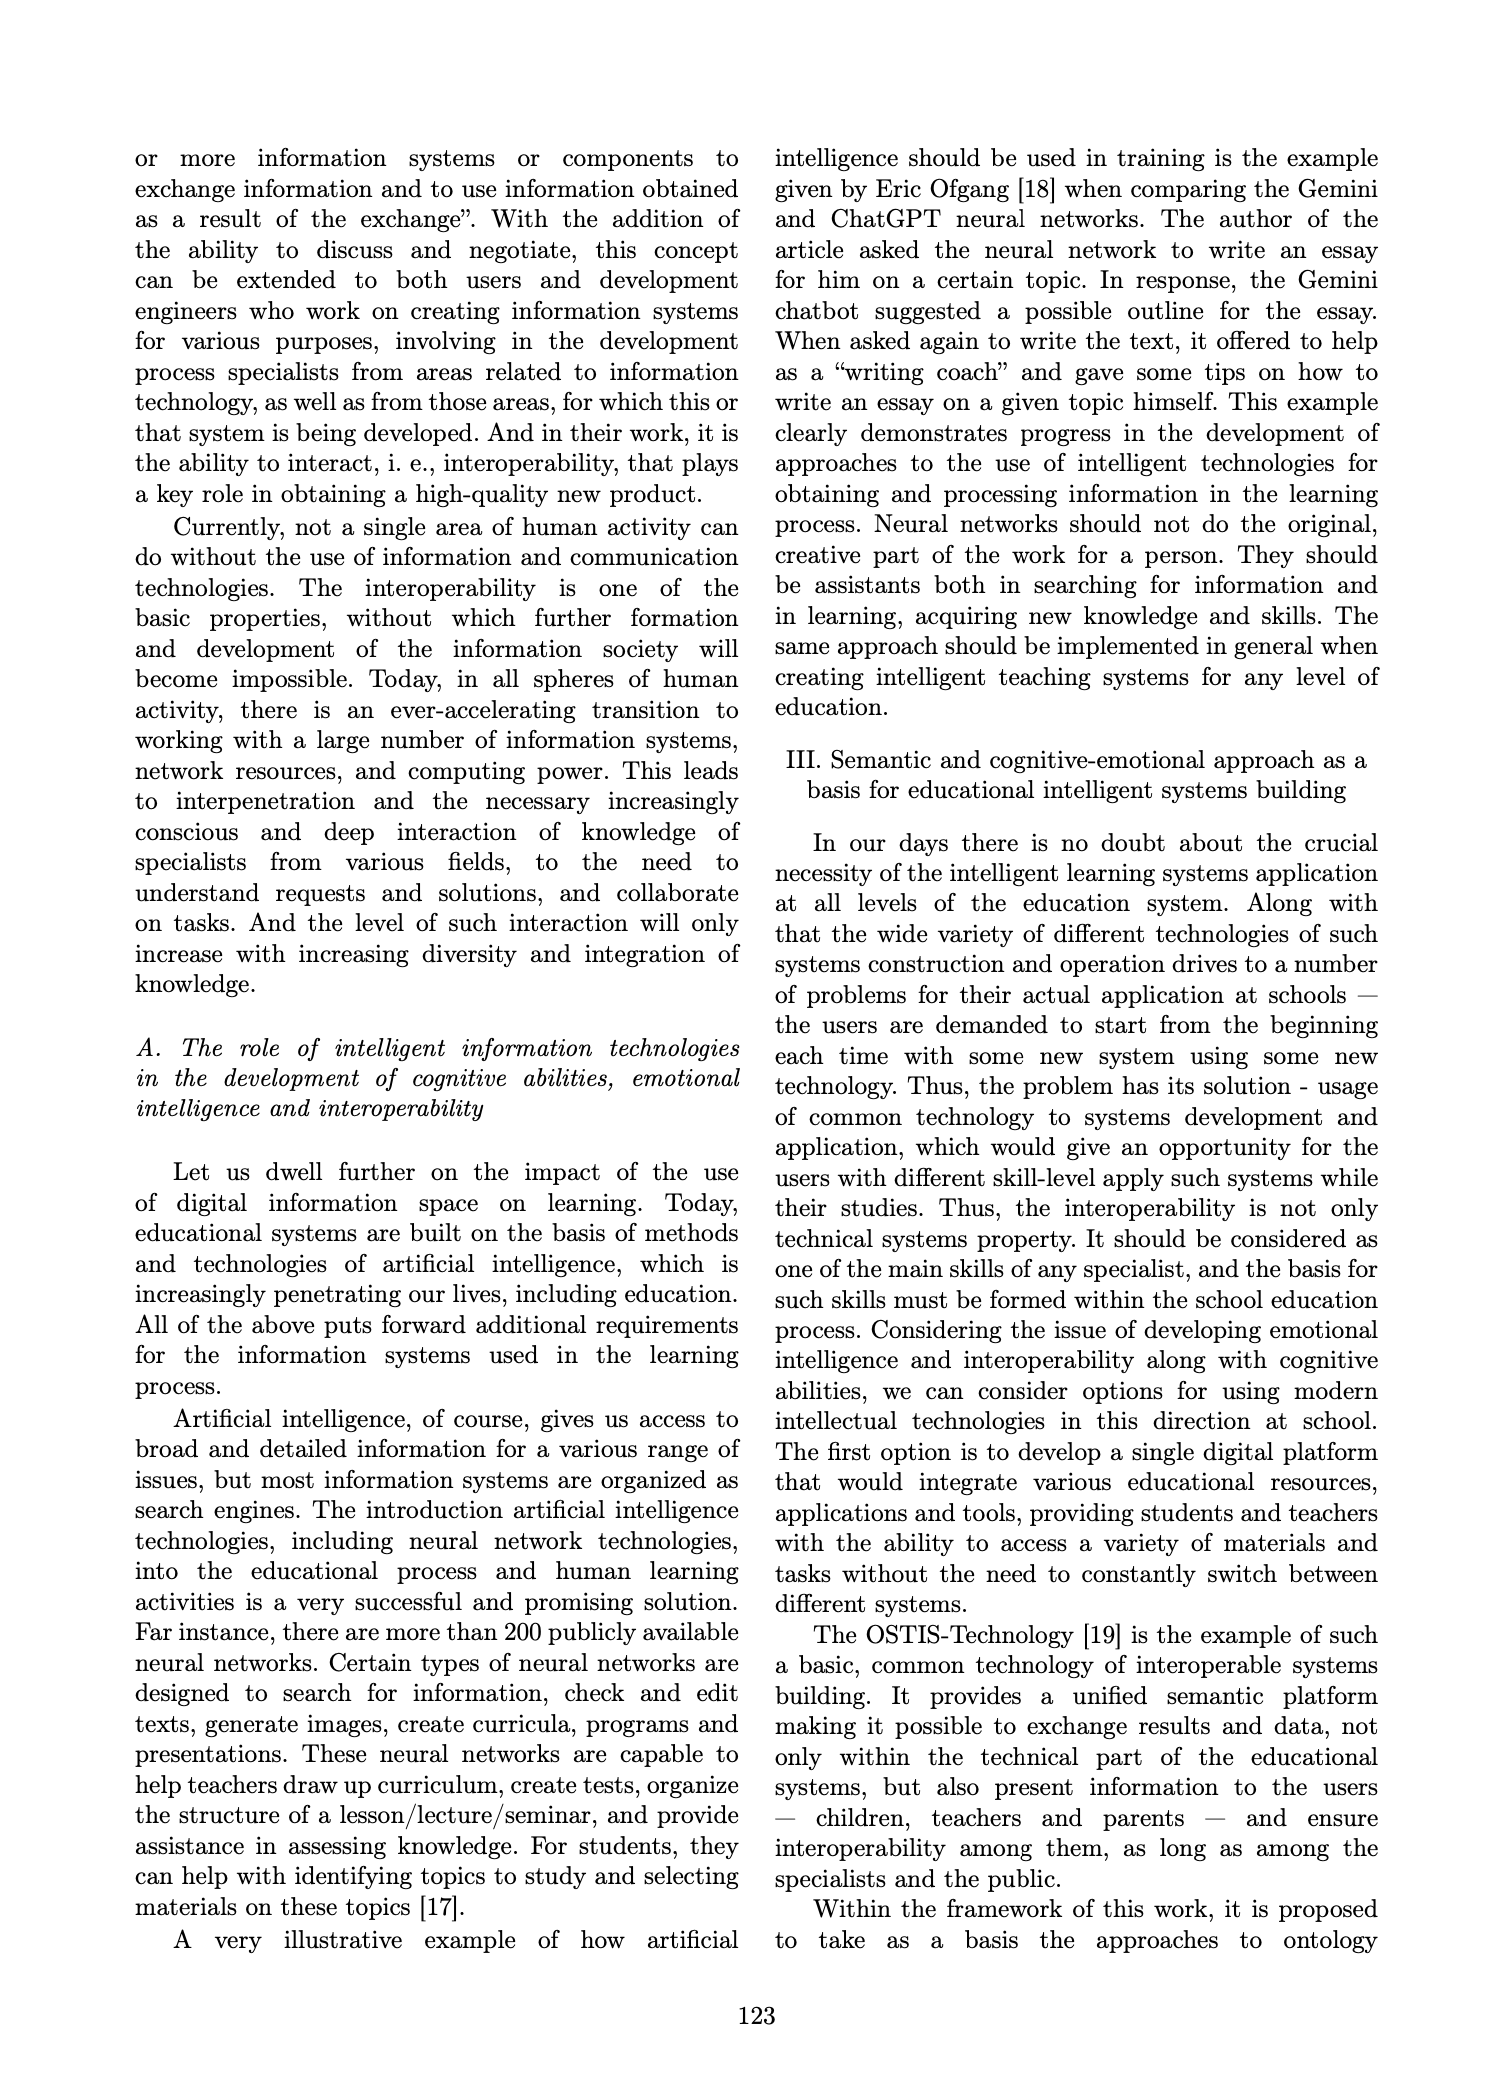 or more information systems or components to
exchange information and to use information obtained
as a result of the exchange”. With the addition of
the ability to discuss and negotiate, this concept
can be extended to both users and development
engineers who work on creating information systems
for various purposes, involving in the development
process specialists from areas related to information
technology, as well as from those areas, for which this or
that system is being developed. And in their work, it is
the ability to interact, i. e., interoperability, that plays
a key role in obtaining a high-quality new product.
Currently, not a single area of human activity can
do without the use of information and communication
technologies. The interoperability is one of the
basic properties, without which further formation
and development of the information society will
become impossible. Today, in all spheres of human
activity, there is an ever-accelerating transition to
working with a large number of information systems,
network resources, and computing power. This leads
to interpenetration and the necessary increasingly
conscious and deep interaction of knowledge of
specialists from various fields, to the need to
understand requests and solutions, and collaborate
on tasks. And the level of such interaction will only
increase with increasing diversity and integration of
knowledge.
A. The role of intelligent information technologies
in the development of cognitive abilities, emotional
intelligence and interoperability
Let us dwell further on the impact of the use
of digital information space on learning. Today,
educational systems are built on the basis of methods
and technologies of artificial intelligence, which is
increasingly penetrating our lives, including education.
All of the above puts forward additional requirements
for the information systems used in the learning
process.
Artificial intelligence, of course, gives us access to
broad and detailed information for a various range of
issues, but most information systems are organized as
search engines. The introduction artificial intelligence
technologies, including neural network technologies,
into the educational process and human learning
activities is a very successful and promising solution.
Far instance, there are more than 200 publicly available
neural networks. Certain types of neural networks are
designed to search for information, check and edit
texts, generate images, create curricula, programs and
presentations. These neural networks are capable to
help teachers draw up curriculum, create tests, organize
the structure of a lesson/lecture/seminar, and provide
assistance in assessing knowledge. For students, they
can help with identifying topics to study and selecting
materials on these topics [17].
A very illustrative example of how artificial
intelligence should be used in training is the example
given by Eric Ofgang [18] when comparing the Gemini
and ChatGPT neural networks. The author of the
article asked the neural network to write an essay
for him on a certain topic. In response, the Gemini
chatbot suggested a possible outline for the essay.
When asked again to write the text, it offered to help
as a “writing coach” and gave some tips on how to
write an essay on a given topic himself. This example
clearly demonstrates progress in the development of
approaches to the use of intelligent technologies for
obtaining and processing information in the learning
process. Neural networks should not do the original,
creative part of the work for a person. They should
be assistants both in searching for information and
in learning, acquiring new knowledge and skills. The
same approach should be implemented in general when
creating intelligent teaching systems for any level of
education.
III. Semantic and cognitive-emotional approach as a
basis for educational intelligent systems building
In our days there is no doubt about the crucial
necessity of the intelligent learning systems application
at all levels of the education system. Along with
that the wide variety of different technologies of such
systems construction and operation drives to a number
of problems for their actual application at schools —
the users are demanded to start from the beginning
each time with some new system using some new
technology. Thus, the problem has its solution - usage
of common technology to systems development and
application, which would give an opportunity for the
users with different skill-level apply such systems while
their studies. Thus, the interoperability is not only
technical systems property. It should be considered as
one of the main skills of any specialist, and the basis for
such skills must be formed within the school education
process. Considering the issue of developing emotional
intelligence and interoperability along with cognitive
abilities, we can consider options for using modern
intellectual technologies in this direction at school.
The first option is to develop a single digital platform
that would integrate various educational resources,
applications and tools, providing students and teachers
with the ability to access a variety of materials and
tasks without the need to constantly switch between
different systems.
The OSTIS-Technology [19] is the example of such
a basic, common technology of interoperable systems
building. It provides a unified semantic platform
making it possible to exchange results and data, not
only within the technical part of the educational
systems, but also present information to the users
— children, teachers and parents — and ensure
interoperability among them, as long as among the
specialists and the public.
Within the framework of this work, it is proposed
to take as a basis the approaches to ontology
123